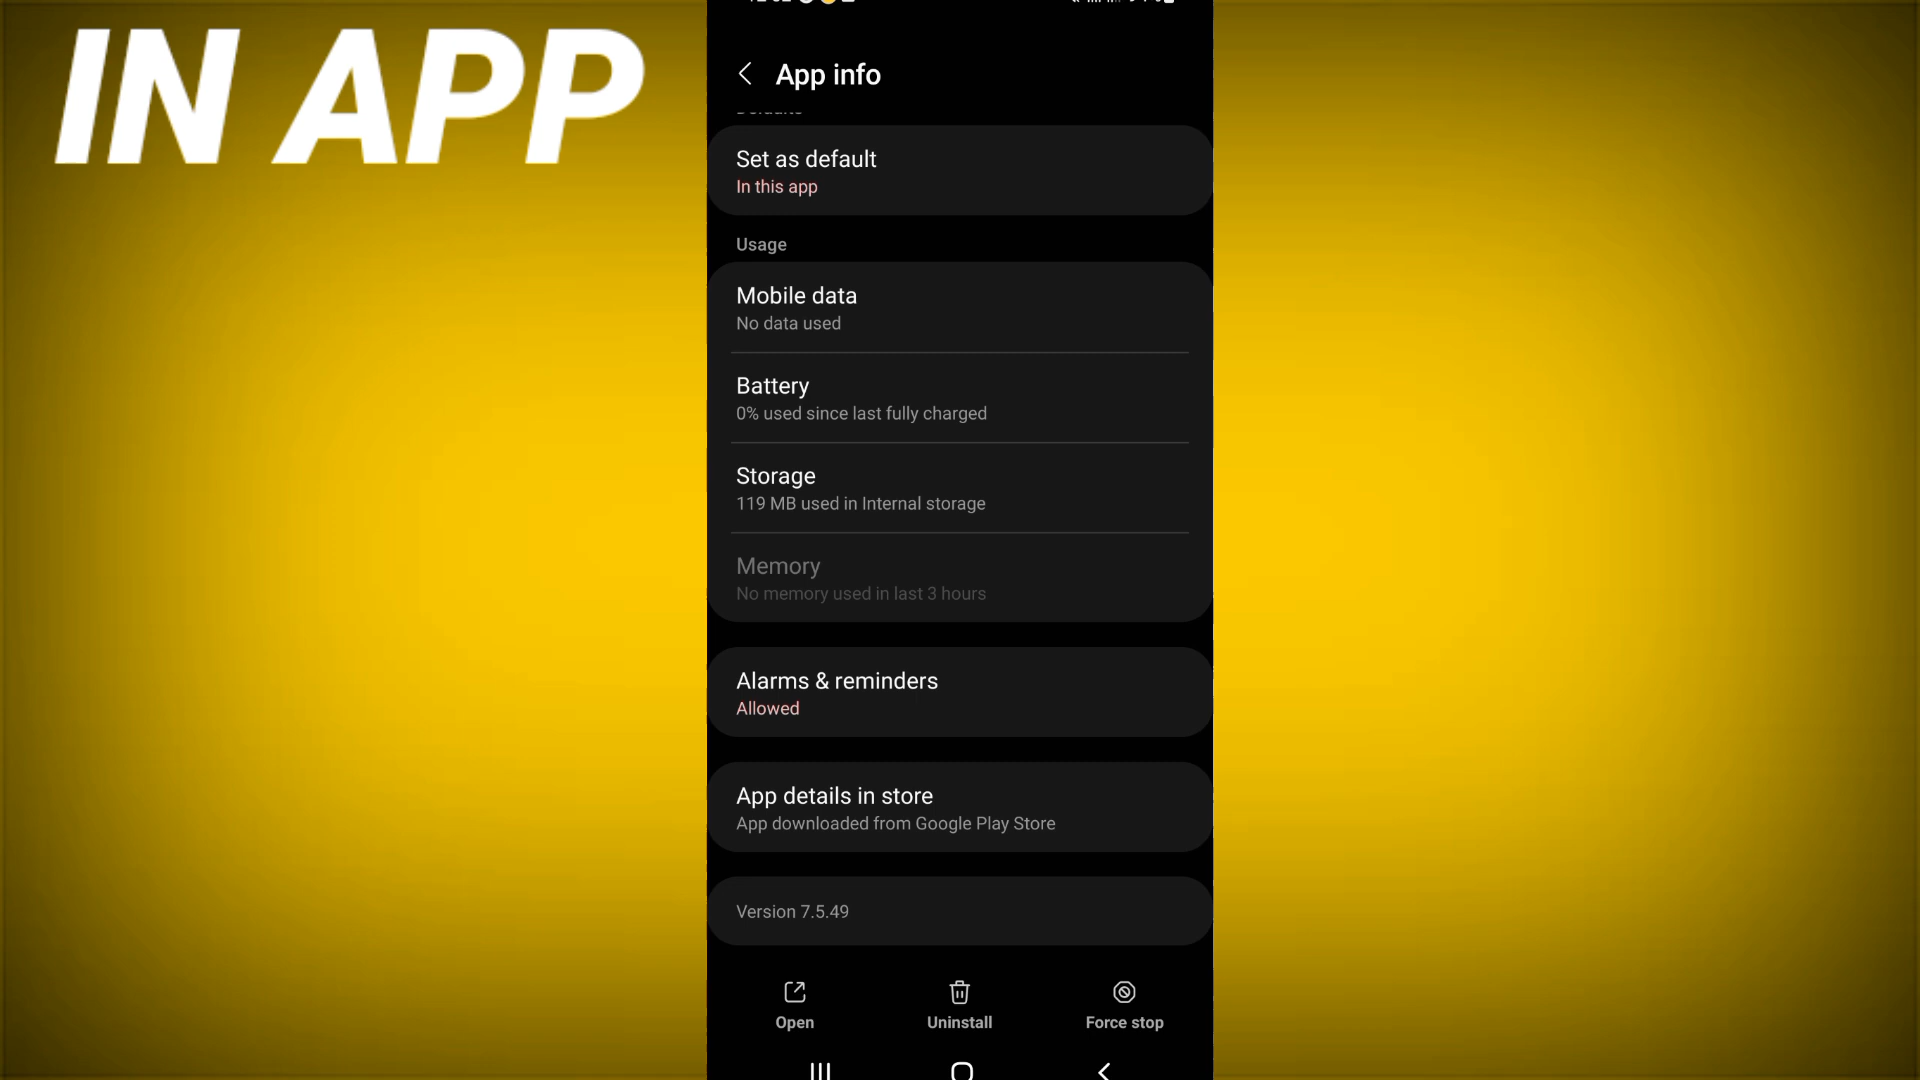 IN APP
App info
Set as default
In this app
Usage
Mobile data
No data used
Battery
0% used since last fully charged
Storage
119 MB used in Internal storage
Memory
No memory used in last 3 hours
Alarms & reminders
Allowed
App details in store
App downloaded from Google Play Store
Version 7.5.49
Open
Uninstall
Force stop